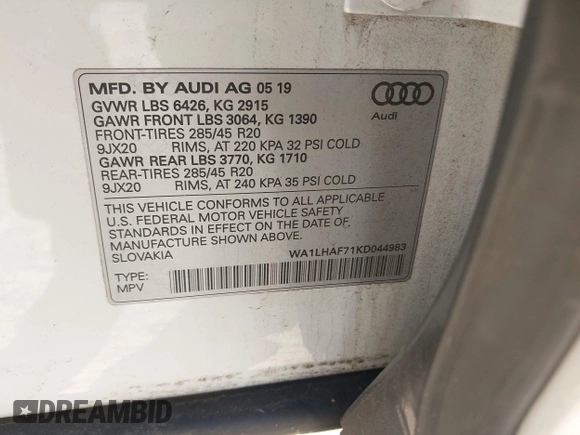 MFD. BY AUDI AG 05 19
GVWR LBS 6426, KG 2915
GAWR FRONT LBS 3064, KG 1390
FRONT-TIRES 285/45 R20
9JX20 RIMS, AT 220 KPA 32 PSI COLD
GAWR REAR LBS 3770, KG 1710
REAR-TIRES 285/45 R20
9JX20 RIMS, AT 240 KPA 35 PSI COLD
Audi
THIS VEHICLE CONFORMS TO ALL APPLICABLE
U.S. FEDERAL MOTOR VEHICLE SAFETY
STANDARDS IN EFFECT ON THE DATE OF
MANUFACTURE SHOWN ABOVE
SLOVAKIA
WA1LHAF71KD044983
TYPE:
MPV
DREAMBID